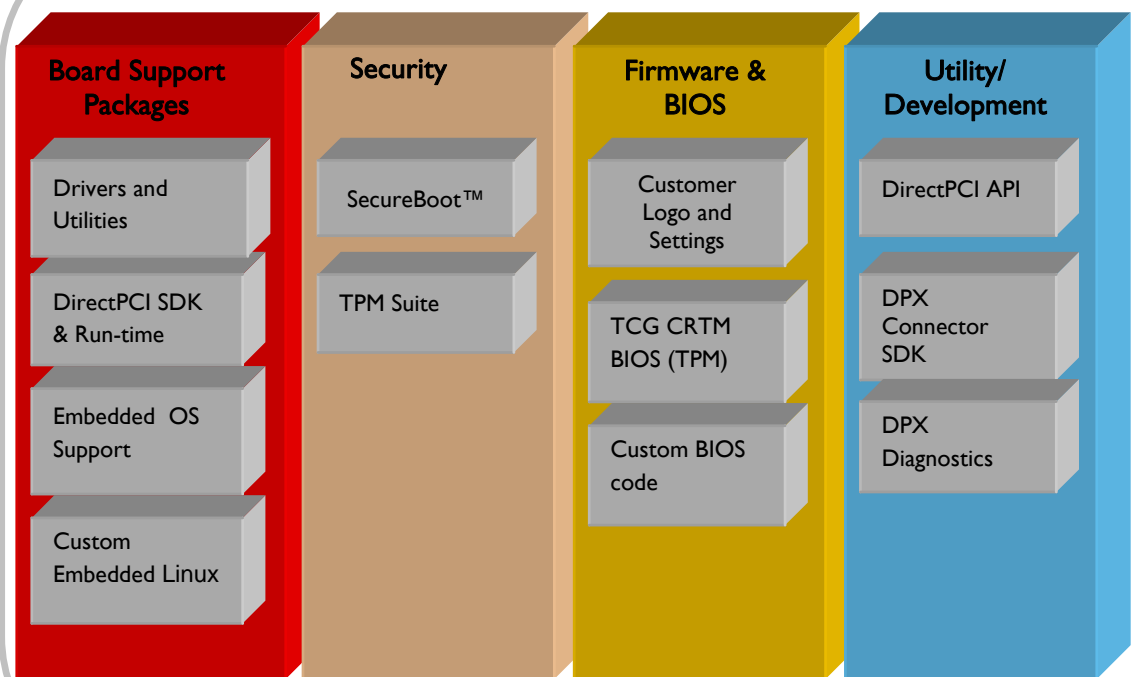 Board Support
Packages
Drivers and
Utilities
DirectPCI SDK
& Run-time
Embedded OS
Support
Custom
Embedded Linux
Security
SecureBoot™
TPM Suite
Firmware &
BIOS
Customer
Logo and
Settings
TCG CRTM
BIOS (TPM)
Custom BIOS
code
Utility/
Development
DirectPCI API
DPX
Connector
SDK
DPX
Diagnostics